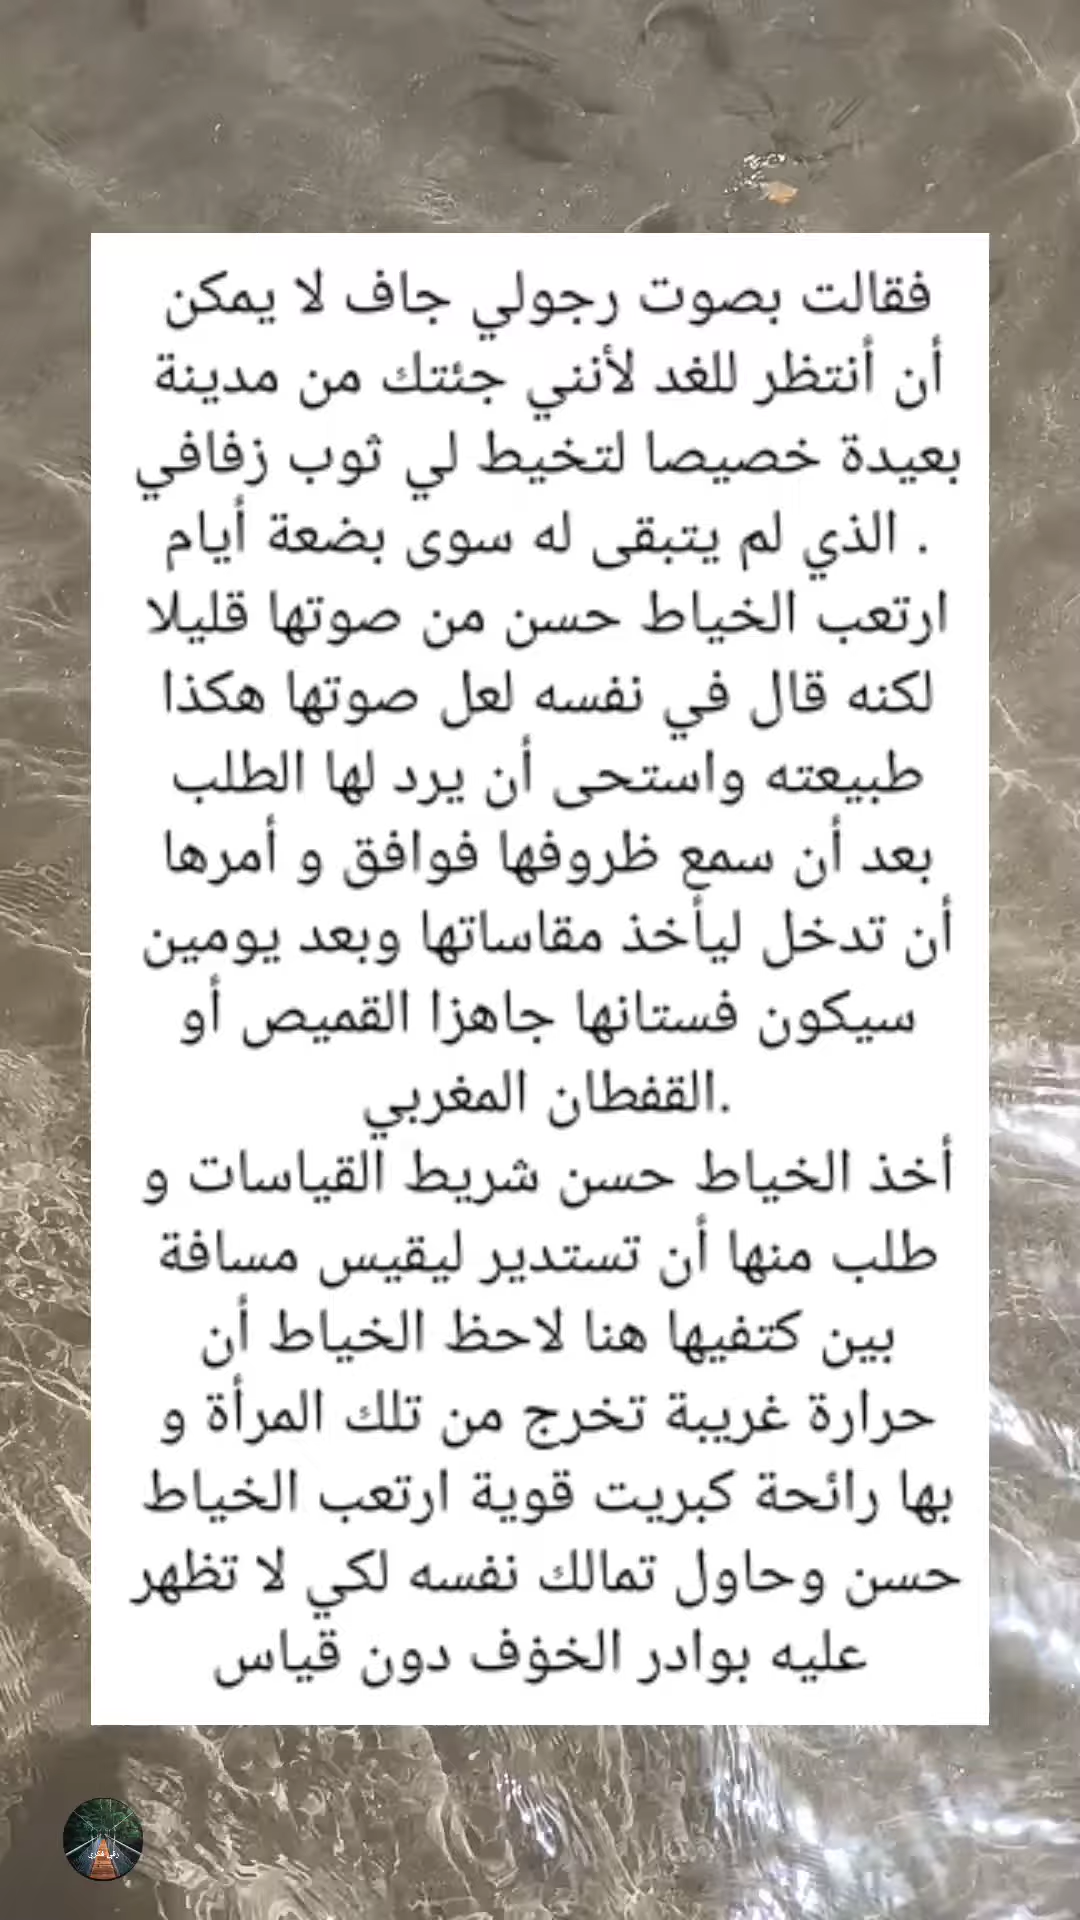 فقالت بصوت رجولي جاف لا يمكن
أن أنتظر للغد لأنني جئتك من مدينة
بعيدة خصيصا لتخيط لي ثوب زفافي
. الذي لم يتبقى له سوى بضعة أيام
ارتعب الخياط حسن من صوتها قليلا
لكنه قال في نفسه لعل صوتها هكذا
طبيعته واستحى أن يرد لها الطلب
بعد أن سمع ظروفها فوافق و أمرها
أن تدخل ليأخذ مقاساتها وبعد يومين
سيكون فستانها جاهزا القميص أو
.القفطان المغربي
أخذ الخياط حسن شريط القياسات و
طلب منها أن تستدير ليقيس مسافة
بين كتفيها هنا لاحظ الخياط أن
حرارة غريبة تخرج من تلك المرأة و
بها رائحة كبريت قوية ارتعب الخياط
حسن وحاول تمالك نفسه لكي لا تظهر
عليه بوادر الخؤف دون قياس
رقي فكري